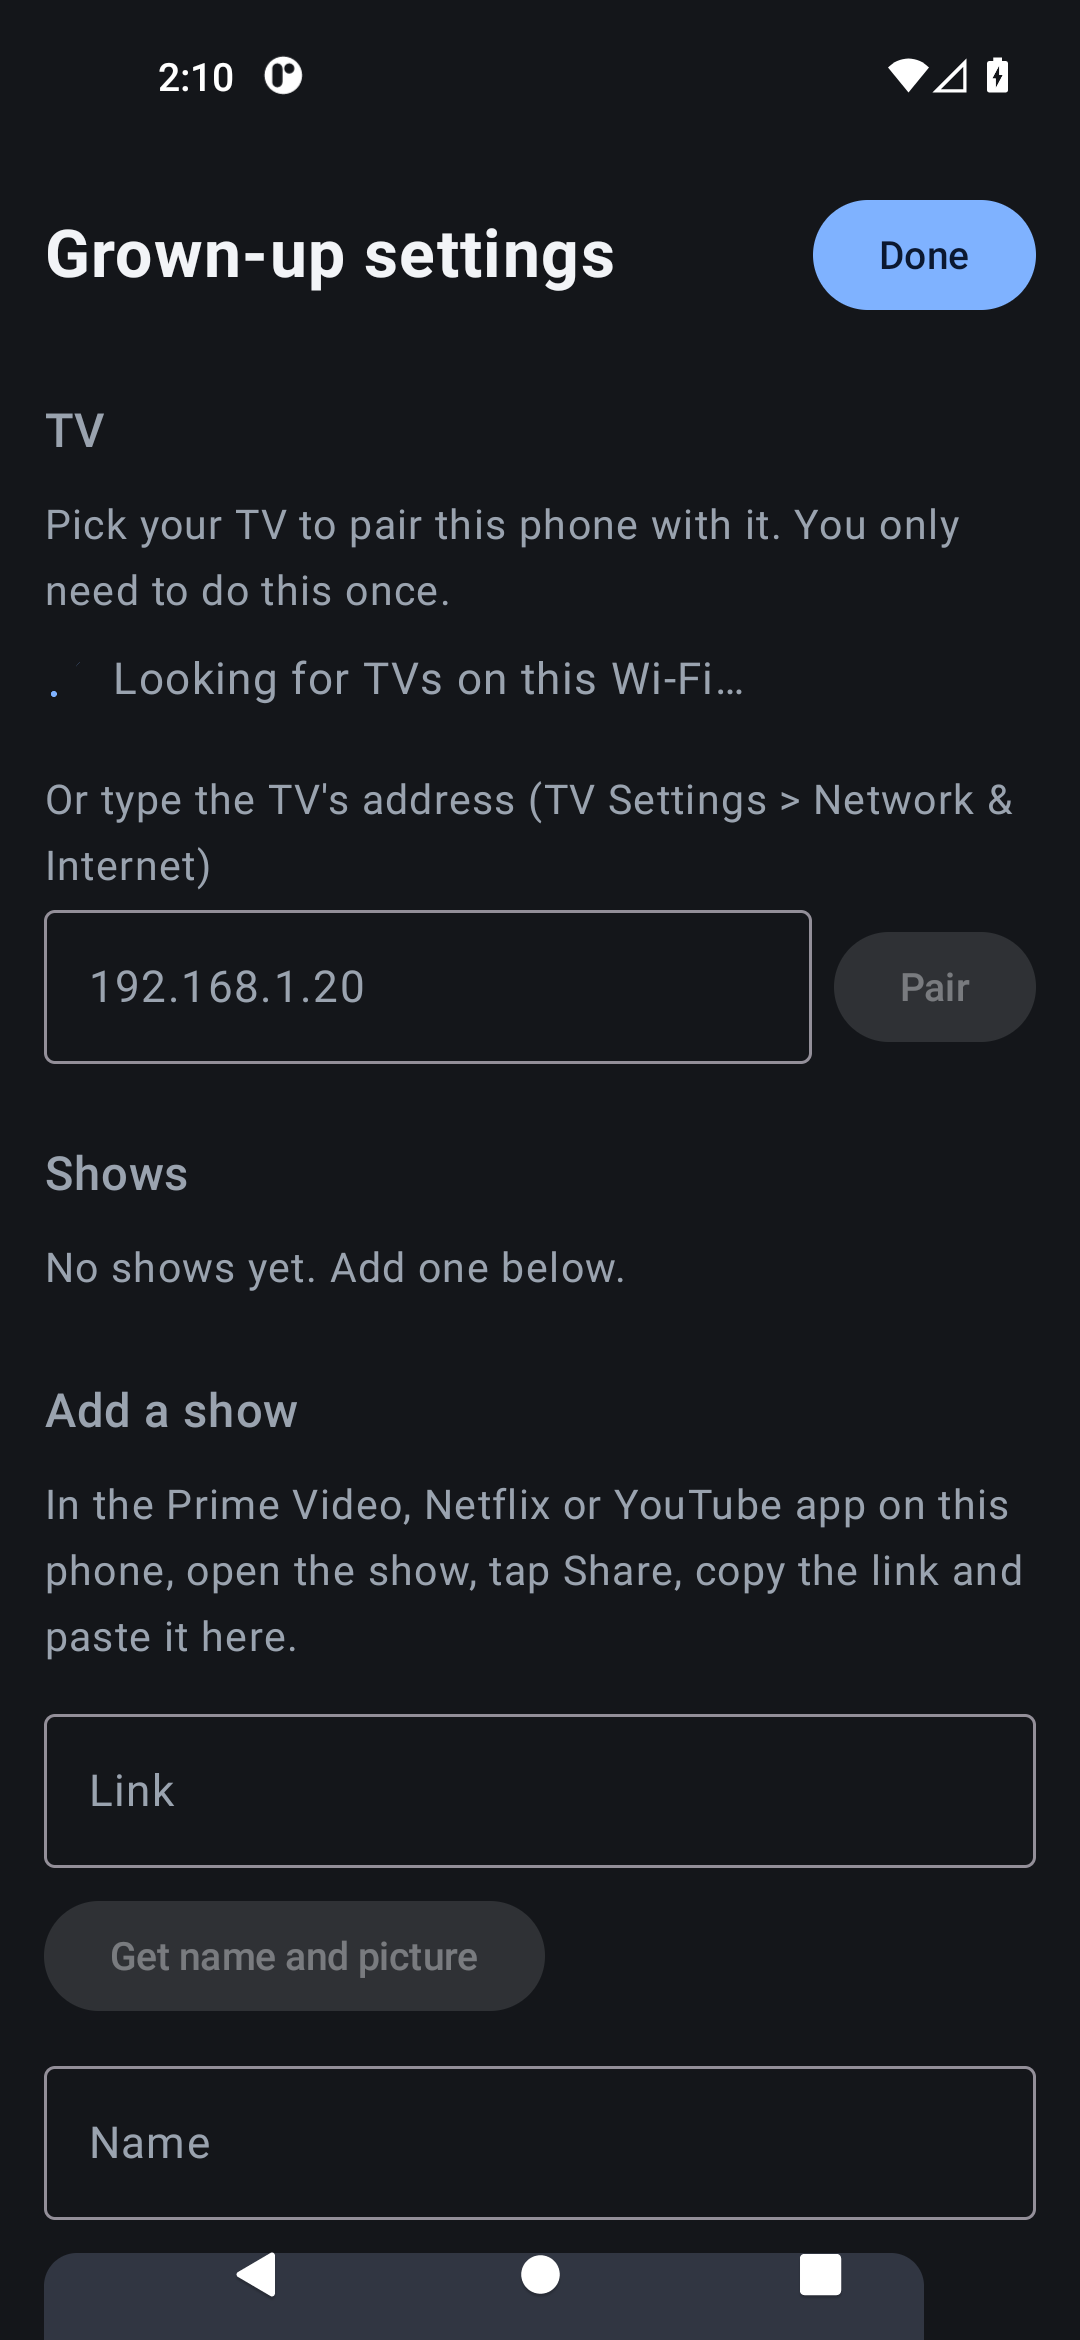 2:10
Grown-up settings
Done
TV
Pick your TV to pair this phone with it. You only
need to do this once.
Looking for TVs on this Wi-Fi…
Or type the TV's address (TV Settings > Network &
Internet)
192.168.1.20
Pair
Shows
No shows yet. Add one below.
Add a show
In the Prime Video, Netflix or YouTube app on this
phone, open the show, tap Share, copy the link and
paste it here.
Link
Get name and picture
Name